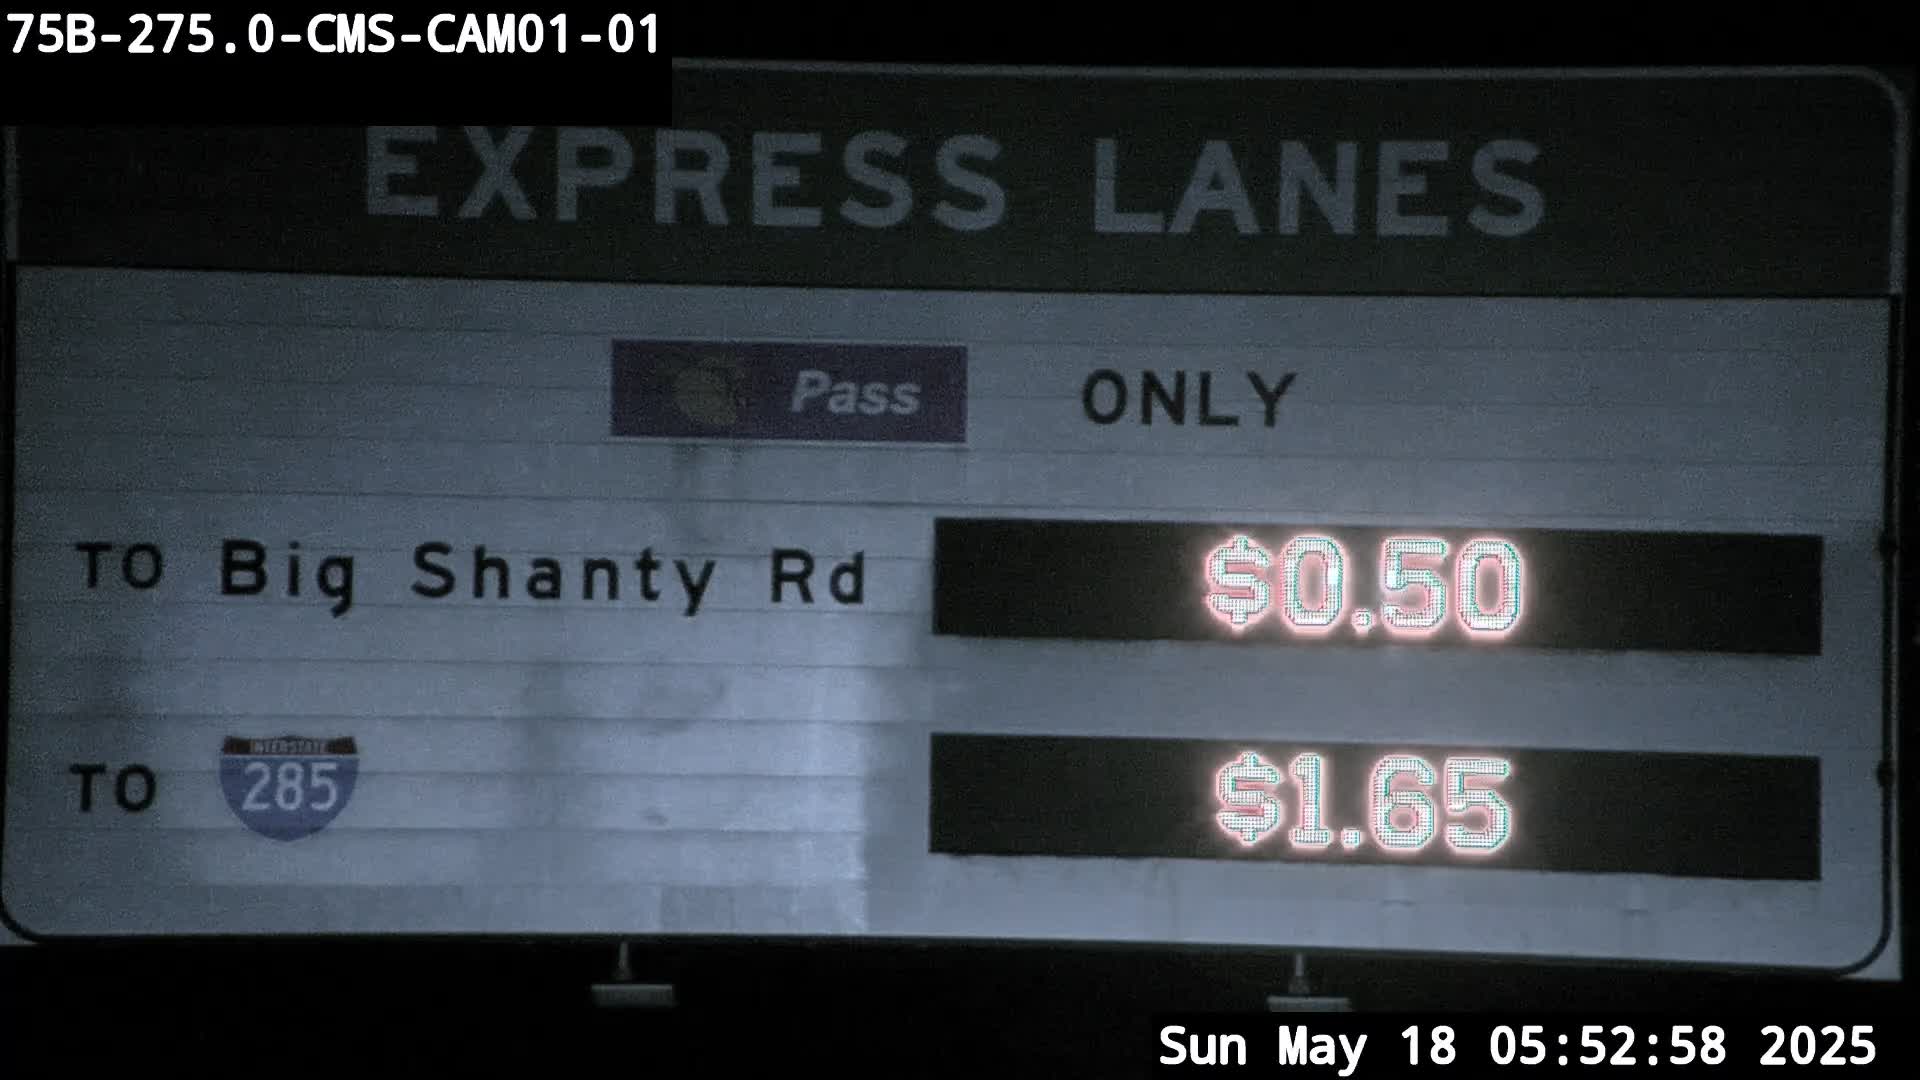 75B-275.0-CMS-CAM01-01
EXPRESS LANES
Pass ONLY
TO Big Shanty Rd $0.50
INTERSTATE
TO 285 $1.65
Sun May 18 05:52:58 2025